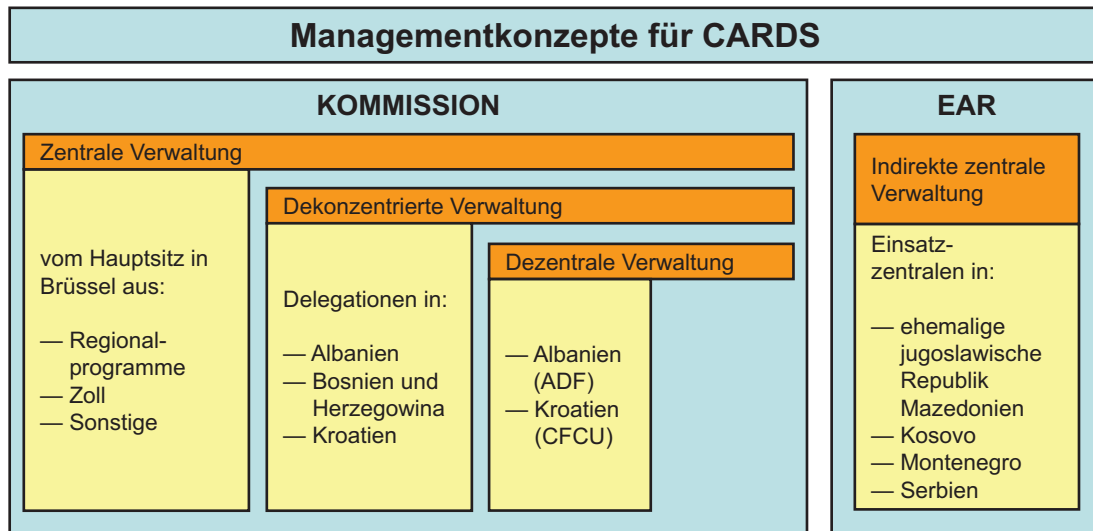 Managementkonzepte für CARDS
KOMMISSION
Zentrale Verwaltung
vom Hauptsitz in
Brüssel aus:
— Regional-
programme
— Zoll
— Sonstige
Dekonzentrierte Verwaltung
Delegationen in:
— Albanien
— Bosnien und
Herzegowina
— Kroatien
Dezentrale Verwaltung
— Albanien
(ADF)
— Kroatien
(CFCU)
EAR
Indirekte zentrale
Verwaltung
Einsatz-
zentralen in:
— ehemalige
jugoslawische
Republik
Mazedonien
— Kosovo
— Montenegro
— Serbien